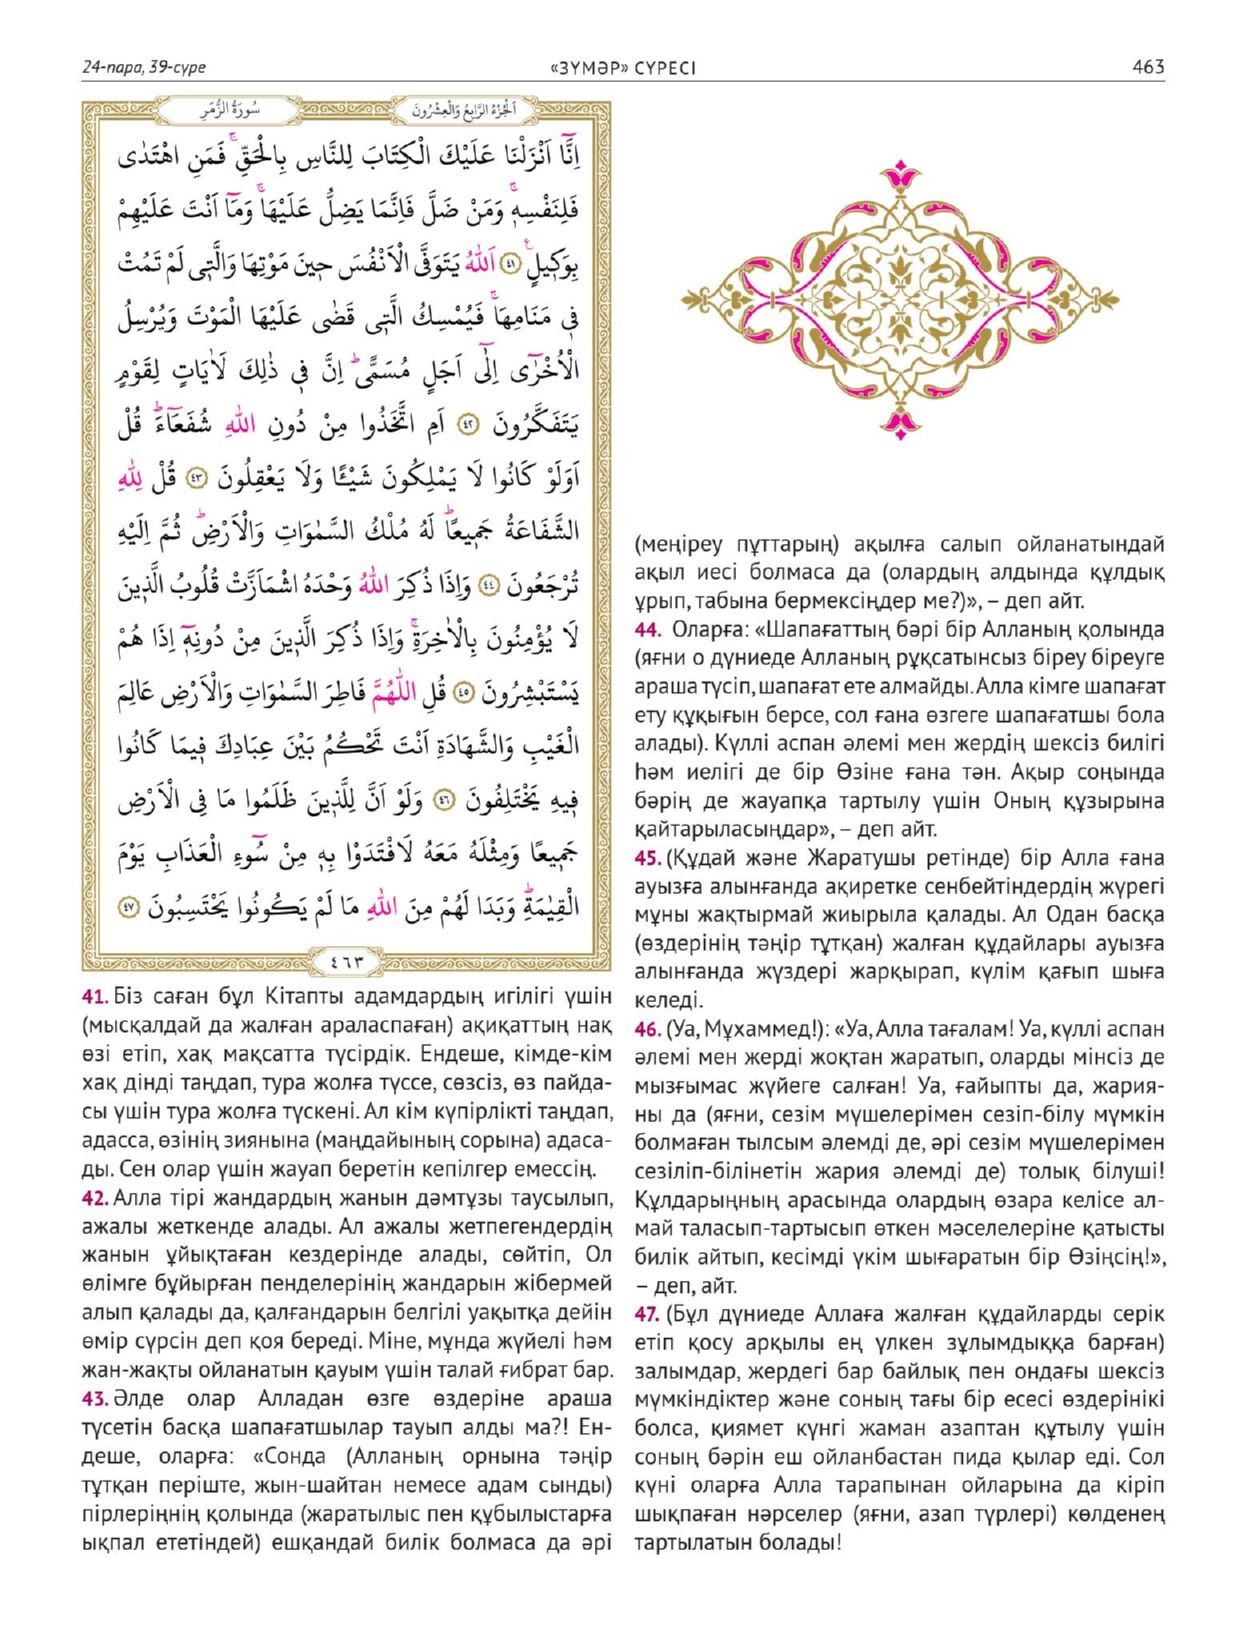 24-пара, 39-сүре
«ЗҮМӘР» СҮРЕСІ
463
اَلْجُزْءُ الرَّابِعُ وَالْعِشْرُونَ
سُورَةُ الزُّمَرِ
اِنَّٓا اَنْزَلْنَا عَلَيْكَ الْكِتَابَ لِلنَّاسِ بِالْحَقِّۚ فَمَنِ اهْتَدٰى
فَلِنَفْسِهٖۚ وَمَنْ ضَلَّ فَاِنَّمَا يَضِلُّ عَلَيْهَاۚ وَمَٓا اَنْتَ عَلَيْهِمْ
بِوَكٖيلٍ ﴿٤١﴾ اَللّٰهُ يَتَوَفَّى الْاَنْفُسَ حٖينَ مَوْتِهَا وَالَّتٖى لَمْ تَمُتْ
فٖى مَنَامِهَاۚ فَيُمْسِكُ الَّتٖى قَضٰى عَلَيْهَا الْمَوْتَ وَيُرْسِلُ
الْاُخْرٰٓى اِلٰٓى اَجَلٍ مُسَمًّىۜ اِنَّ فٖى ذٰلِكَ لَاٰيَاتٍ لِقَوْمٍ
يَتَفَكَّرُونَ ﴿٤٢﴾ اَمِ اتَّخَذُوا مِنْ دُونِ اللّٰهِ شُفَعَٓاءَۜ قُلْ
اَوَلَوْ كَانُوا لَا يَمْلِكُونَ شَيْـًٔا وَلَا يَعْقِلُونَ ﴿٤٣﴾ قُلْ لِلّٰهِ
الشَّفَاعَةُ جَمٖيعًاۜ لَهُ مُلْكُ السَّمٰوَاتِ وَالْاَرْضِۜ ثُمَّ اِلَيْهِ
تُرْجَعُونَ ﴿٤٤﴾ وَاِذَا ذُكِرَ اللّٰهُ وَحْدَهُ اشْمَاَزَّتْ قُلُوبُ الَّذٖينَ
لَا يُؤْمِنُونَ بِالْاٰخِرَةِۚ وَاِذَا ذُكِرَ الَّذٖينَ مِنْ دُونِهٖٓ اِذَا هُمْ
يَسْتَبْشِرُونَ ﴿٤٥﴾ قُلِ اللّٰهُمَّ فَاطِرَ السَّمٰوَاتِ وَالْاَرْضِ عَالِمَ
الْغَيْبِ وَالشَّهَادَةِ اَنْتَ تَحْكُمُ بَيْنَ عِبَادِكَ فٖيمَا كَانُوا
فٖيهِ يَخْتَلِفُونَ ﴿٤٦﴾ وَلَوْ اَنَّ لِلَّذٖينَ ظَلَمُوا مَا فِى الْاَرْضِ
جَمٖيعًا وَمِثْلَهُ مَعَهُ لَافْتَدَوْا بِهٖ مِنْ سُٓوءِ الْعَذَابِ يَوْمَ
الْقِيٰمَةِۜ وَبَدَا لَهُمْ مِنَ اللّٰهِ مَا لَمْ يَكُونُوا يَحْتَسِبُونَ ﴿٤٧﴾
٤٦٣
41. Біз саған бұл Кітапты адамдардың игілігі үшін
(мысқалдай да жалған араласпаған) ақиқаттың нақ
өзі етіп, хақ мақсатта түсірдік. Ендеше, кімде-кім
хақ дінді таңдап, тура жолға түссе, сөзсіз, өз пайда-
сы үшін тура жолға түскені. Ал кім күпірлікті таңдап,
адасса, өзінің зиянына (маңдайының сорына) адаса-
ды. Сен олар үшін жауап беретін кепілгер емессің.
42. Алла тірі жандардың жанын дәмтұзы таусылып,
ажалы жеткенде алады. Ал ажалы жетпегендердің
жанын ұйықтаған кездерінде алады, сөйтіп, Ол
өлімге бұйырған пенделерінің жандарын жібермей
алып қалады да, қалғандарын белгілі уақытқа дейін
өмір сүрсін деп қоя береді. Міне, мұнда жүйелі һәм
жан-жақты ойланатын қауым үшін талай ғибрат бар.
43. Әлде олар Алладан өзге өздеріне араша
түсетін басқа шапағатшылар тауып алды ма?! Ен-
деше, оларға: «Сонда (Алланың орнына тәңір
тұтқан періште, жын-шайтан немесе адам сынды)
пірлеріңнің қолында (жаратылыс пен құбылыстарға
ықпал ететіндей) ешқандай билік болмаса да әрі
(меңіреу пұттарың) ақылға салып ойланатындай
ақыл иесі болмаса да (олардың алдында құлдық
ұрып, табына бермексіңдер ме?)», – деп айт.
44. Оларға: «Шапағаттың бәрі бір Алланың қолында
(яғни о дүниеде Алланың рұқсатынсыз біреу біреуге
араша түсіп, шапағат ете алмайды. Алла кімге шапағат
ету құқығын берсе, сол ғана өзгеге шапағатшы бола
алады). Күллі аспан әлемі мен жердің шексіз билігі
һәм иелігі де бір Өзіне ғана тән. Ақыр соңында
бәрің де жауапқа тартылу үшін Оның құзырына
қайтарыласыңдар», – деп айт.
45. (Құдай және Жаратушы ретінде) бір Алла ғана
ауызға алынғанда ақиретке сенбейтіндердің жүрегі
мұны жақтырмай жиырыла қалады. Ал Одан басқа
(өздерінің тәңір тұтқан) жалған құдайлары ауызға
алынғанда жүздері жарқырап, күлім қағып шыға
келеді.
46. (Уа, Мұхаммед!): «Уа, Алла тағалам! Уа, күллі аспан
әлемі мен жерді жоқтан жаратып, оларды мінсіз де
мызғымас жүйеге салған! Уа, ғайыпты да, жария-
ны да (яғни, сезім мүшелерімен сезіп-білу мүмкін
болмаған тылсым әлемді де, әрі сезім мүшелерімен
сезіліп-білінетін жария әлемді де) толық білуші!
Құлдарыңның арасында олардың өзара келісе ал-
май таласып-тартысып өткен мәселелеріне қатысты
билік айтып, кесімді үкім шығаратын бір Өзіңсің!»,
– деп, айт.
47. (Бұл дүниеде Аллаға жалған құдайларды серік
етіп қосу арқылы ең үлкен зұлымдыққа барған)
залымдар, жердегі бар байлық пен ондағы шексіз
мүмкіндіктер және соның тағы бір есесі өздерінікі
болса, қиямет күнгі жаман азаптан құтылу үшін
соның бәрін еш ойланбастан пида қылар еді. Сол
күні оларға Алла тарапынан ойларына да кіріп
шықпаған нәрселер (яғни, азап түрлері) көлденең
тартылатын болады!